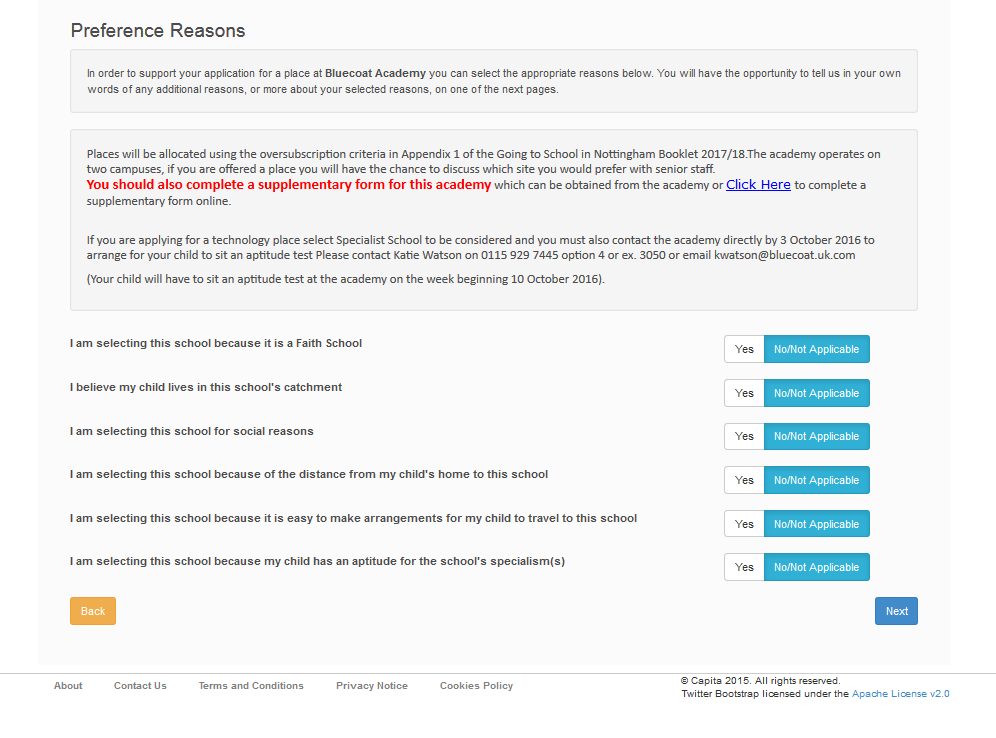 Preference Reasons
In order to support your application for a place at Bluecoat Academy you can select the appropriate reasons below. You will have the opportunity to tell us in your own
words of any additional reasons, or more about your selected reasons, on one of the next pages.
Places will be allocated using the oversubscription criteria in Appendix 1 of the Going to School in Nottingham Booklet 2017/18.The academy operates on
two campuses, if you are offered a place you will have the chance to discuss which site you would prefer with senior staff.
You should also complete a supplementary form for this academy which can be obtained from the academy or Click Here to complete a
supplementary form online.
If you are applying for a technology place select Specialist School to be considered and you must also contact the academy directly by 3 October 2016 to
arrange for your child to sit an aptitude test Please contact Katie Watson on 0115 929 7445 option 4 or ex. 3050 or email kwatson@bluecoat.uk.com
(Your child will have to sit an aptitude test at the academy on the week beginning 10 October 2016).
I am selecting this school because it is a Faith School Yes No/Not Applicable
I believe my child lives in this school's catchment Yes No/Not Applicable
I am selecting this school for social reasons Yes No/Not Applicable
I am selecting this school because of the distance from my child's home to this school Yes No/Not Applicable
I am selecting this school because it is easy to make arrangements for my child to travel to this school Yes No/Not Applicable
I am selecting this school because my child has an aptitude for the school's specialism(s) Yes No/Not Applicable
Back Next
About Contact Us Terms and Conditions Privacy Notice Cookies Policy © Capita 2015. All rights reserved.
Twitter Bootstrap licensed under the Apache License v2.0